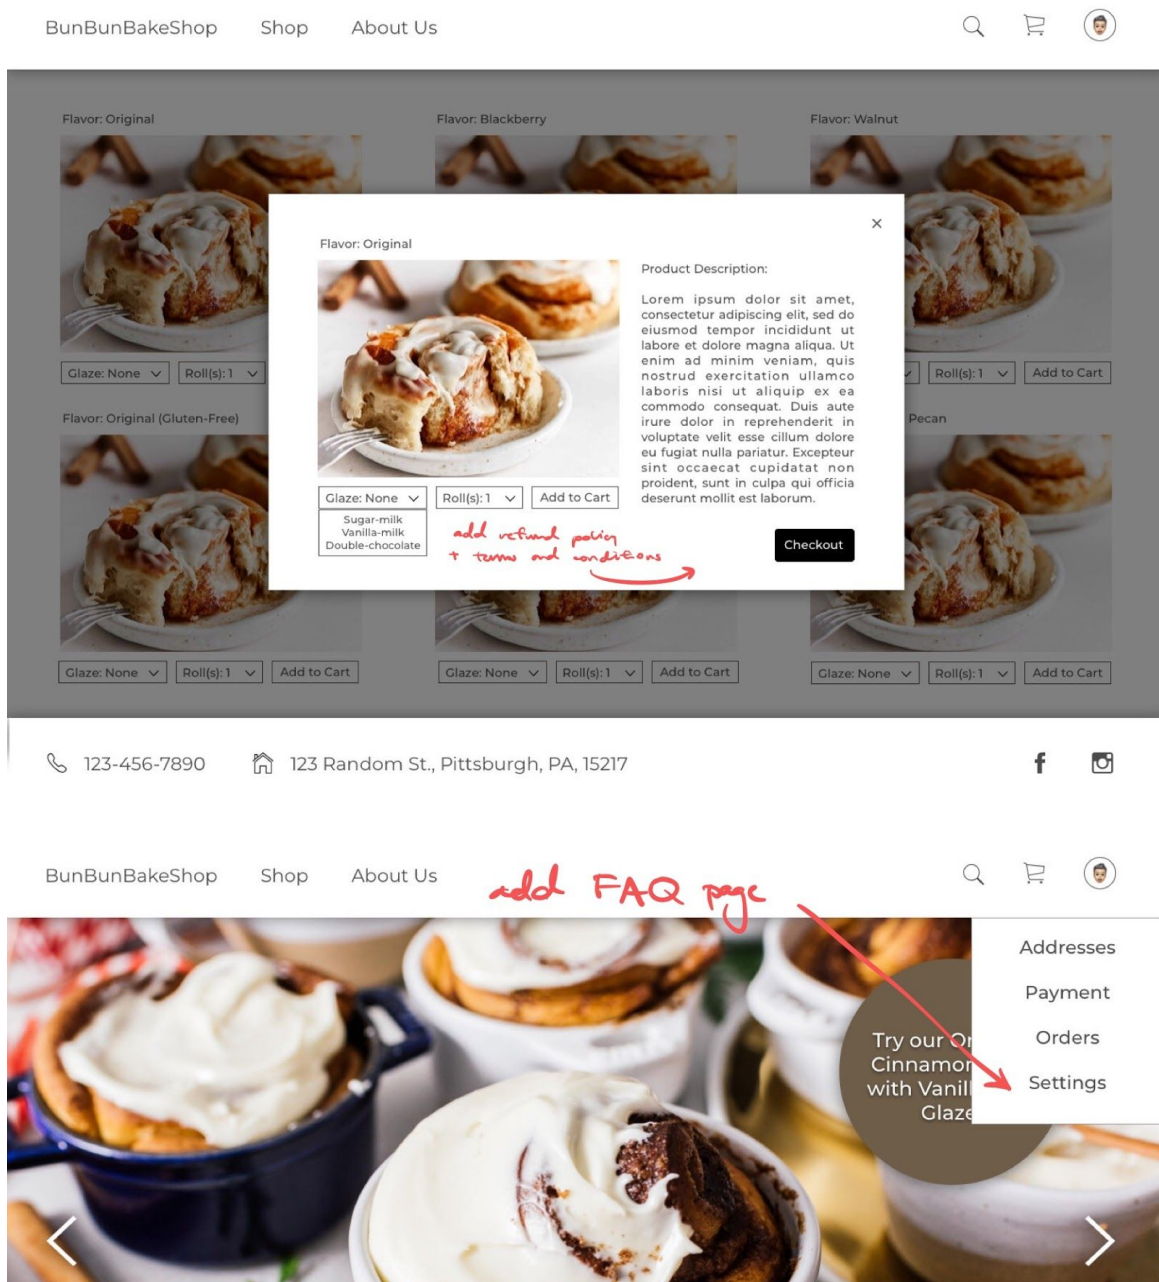 BunBunBakeShop Shop About Us
Flavor: Original Flavor: Blackberry Flavor: Walnut
Flavor: Original
Product Description:
Lorem ipsum dolor sit amet,
consectetur adipiscing elit, sed do
eiusmod tempor incididunt ut
labore et dolore magna aliqua. Ut
enim ad minim veniam, quis
nostrud exercitation ullamco
laboris nisi ut aliquip ex ea
commodo consequat. Duis aute
irure dolor in reprehenderit in
voluptate velit esse cillum dolore
eu fugiat nulla pariatur. Excepteur
sint occaecat cupidatat non
proident, sunt in culpa qui officia
deserunt mollit est laborum.
Glaze: None Roll(s): 1 Add to Cart
Sugar-milk
Vanilla-milk
Double-chocolate
add refund policy
+ terms and conditions
Checkout
Glaze: None Roll(s): 1 Roll(s): 1 Add to Cart
Flavor: Original (Gluten-Free) Pecan
Glaze: None Roll(s): 1 Add to Cart Glaze: None Roll(s): 1 Add to Cart Glaze: None Roll(s): 1 Add to Cart
123-456-7890 123 Random St., Pittsburgh, PA, 15217
BunBunBakeShop Shop About Us
add FAQ page
Addresses
Payment
Orders
Settings
Try our Or
Cinnamor
with Vanill
Glaze